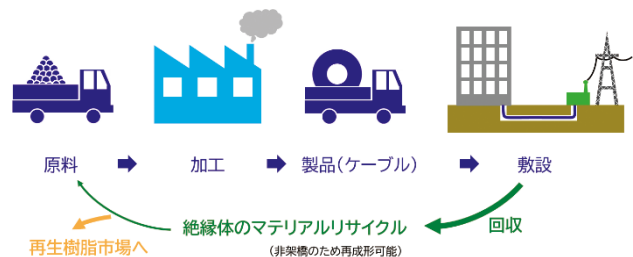 原料 ➡ 加工 ➡ 製品(ケーブル) ➡ 敷設
絶縁体のマテリアルリサイクル
回収
(非架橋のため再成形可能)
再生樹脂市場へ